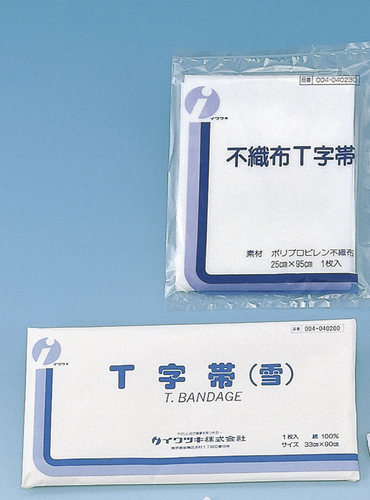 品番 004-040230
イワツキ
不織布T字帯
素材 ポリプロピレン不織布
25cm×95cm 1枚入
品番 004-040200
イワツキ
T字帯(雪)
T. BANDAGE
イワツキ株式会社
1枚入 綿100%
サイズ 33cm×90cm